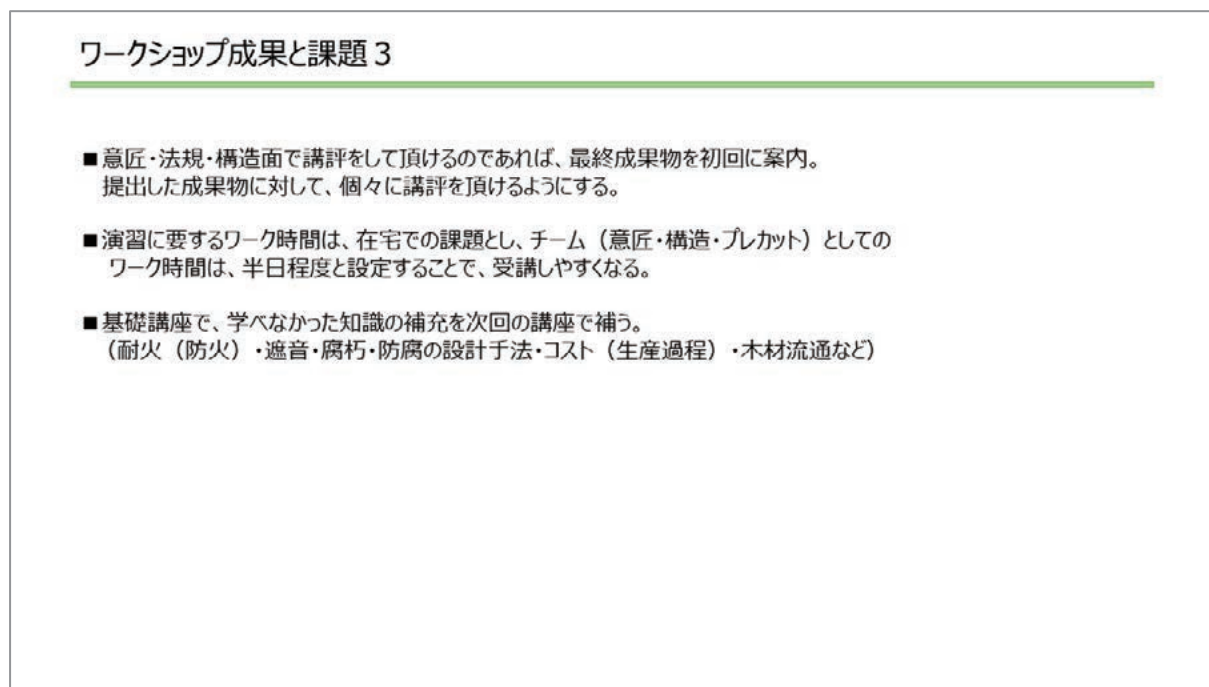 ワークショップ成果と課題3
■意匠・法規・構造面で講評をして頂けるのであれば、最終成果物を初回に案内。
提出した成果物に対して、個々に講評を頂けるようにする。
■演習に要するワーク時間は、在宅での課題とし、チーム（意匠・構造・プレカット）としての
ワーク時間は、半日程度と設定することで、受講しやすくなる。
■基礎講座で、学べなかった知識の補充を次回の講座で補う。
（耐火（防火）・遮音・腐朽・防腐の設計手法・コスト（生産過程）・木材流通など）